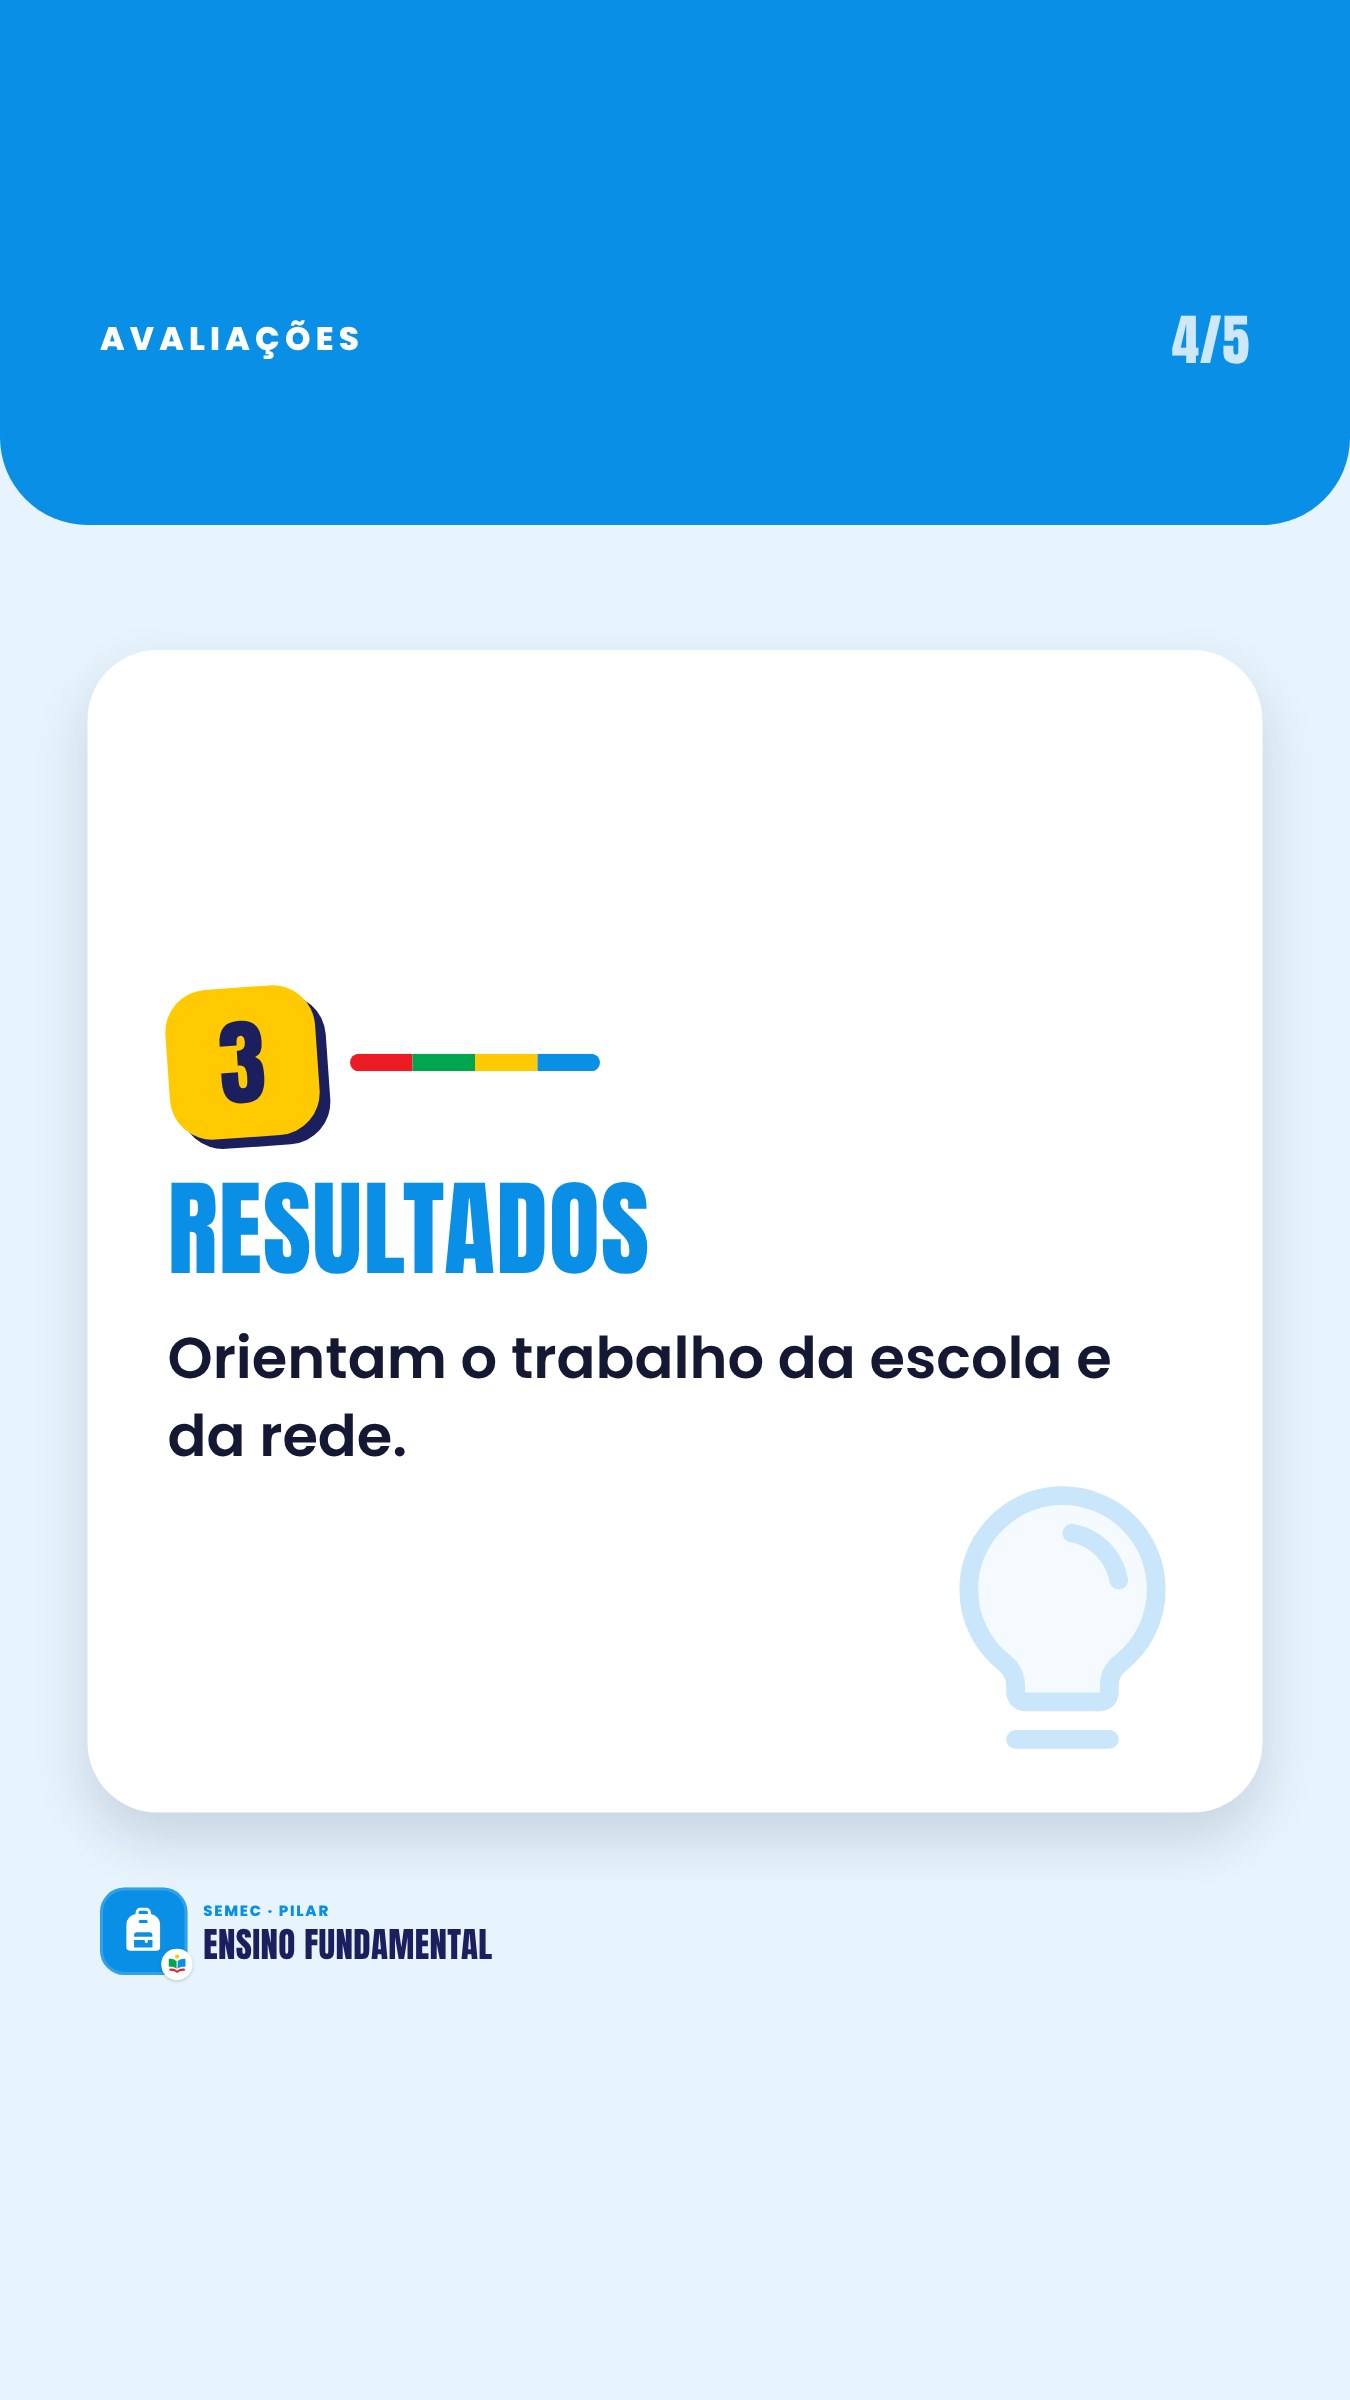 AVALIAÇÕES
4/5
3
RESULTADOS
Orientam o trabalho da escola e
da rede.
SEMEC · PILAR
ENSINO FUNDAMENTAL